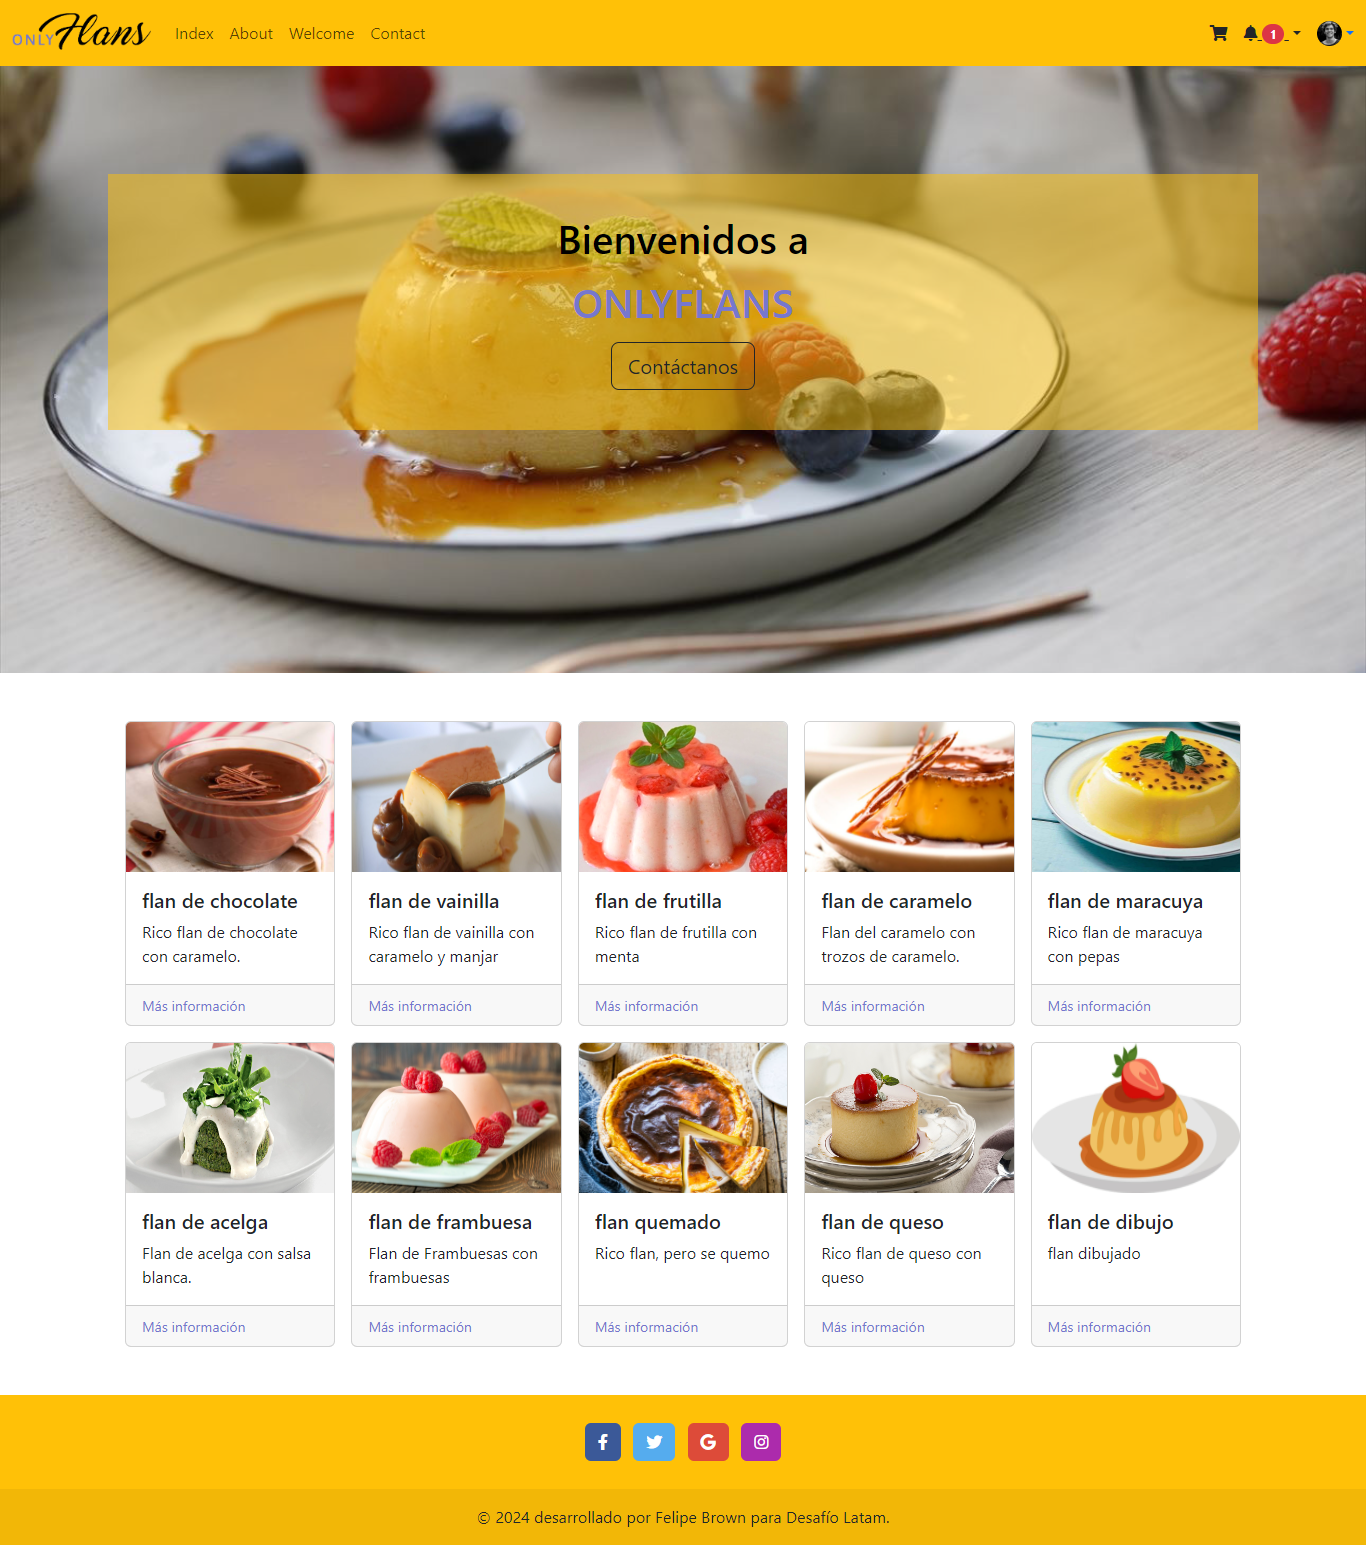 ONLY Flans Index About Welcome Contact 1
Bienvenidos a
ONLYFLANS
Contáctanos
flan de chocolate
Rico flan de chocolate
con caramelo.
Más información
flan de vainilla
Rico flan de vainilla con
caramelo y manjar
Más información
flan de frutilla
Rico flan de frutilla con
menta
Más información
flan de caramelo
Flan del caramelo con
trozos de caramelo.
Más información
flan de maracuya
Rico flan de maracuya
con pepas
Más información
flan de acelga
Flan de acelga con salsa
blanca.
Más información
flan de frambuesa
Flan de Frambuesas con
frambuesas
Más información
flan quemado
Rico flan, pero se quemo
Más información
flan de queso
Rico flan de queso con
queso
Más información
flan de dibujo
flan dibujado
Más información
© 2024 desarrollado por Felipe Brown para Desafío Latam.